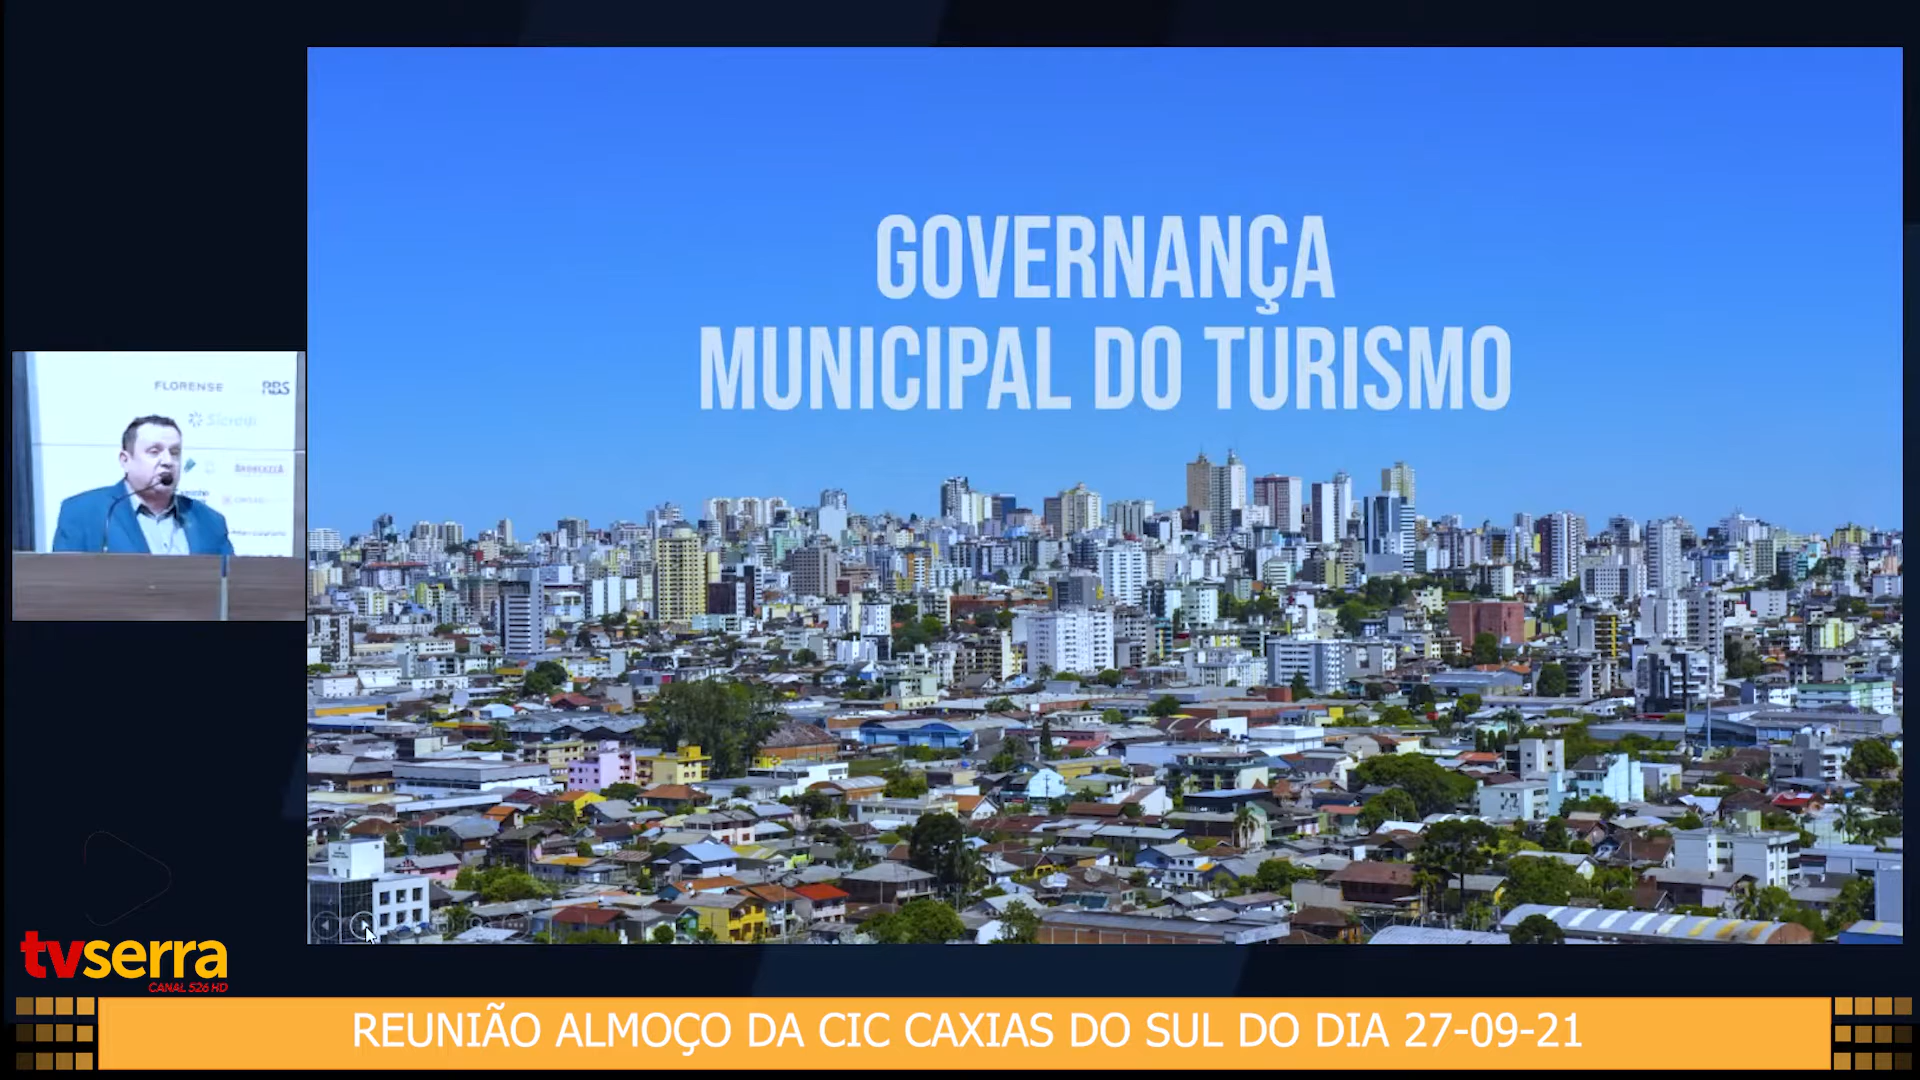 GOVERNANÇA
MUNICIPAL DO TURISMO
FLORENSE
RBS
Sicredi
tvserra
CANAL 526 HD
REUNIÃO ALMOÇO DA CIC CAXIAS DO SUL DO DIA 27-09-21